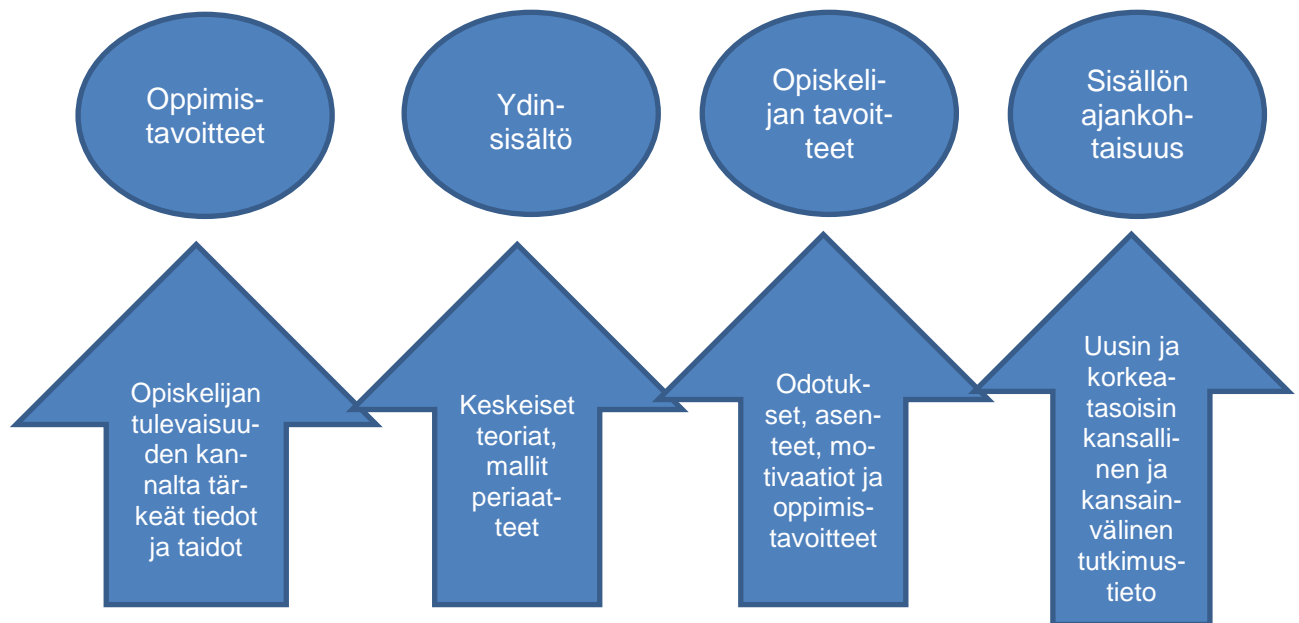 Oppimis-
tavoitteet
Ydin-
sisältö
Opiskeli-
jan tavoit-
teet
Sisällön
ajankoh-
taisuus
Opiskelijan
tulevaisuu-
den kan-
nalta tär-
keät tiedot
ja taidot
Keskeiset
teoriat,
mallit
periaat-
teet
Odotuk-
set, asen-
teet, mo-
tivaatiot ja
oppimis-
tavoitteet
Uusin ja
korkea-
tasoisin
kansalli-
nen ja
kansain-
välinen
tutkimus-
tieto